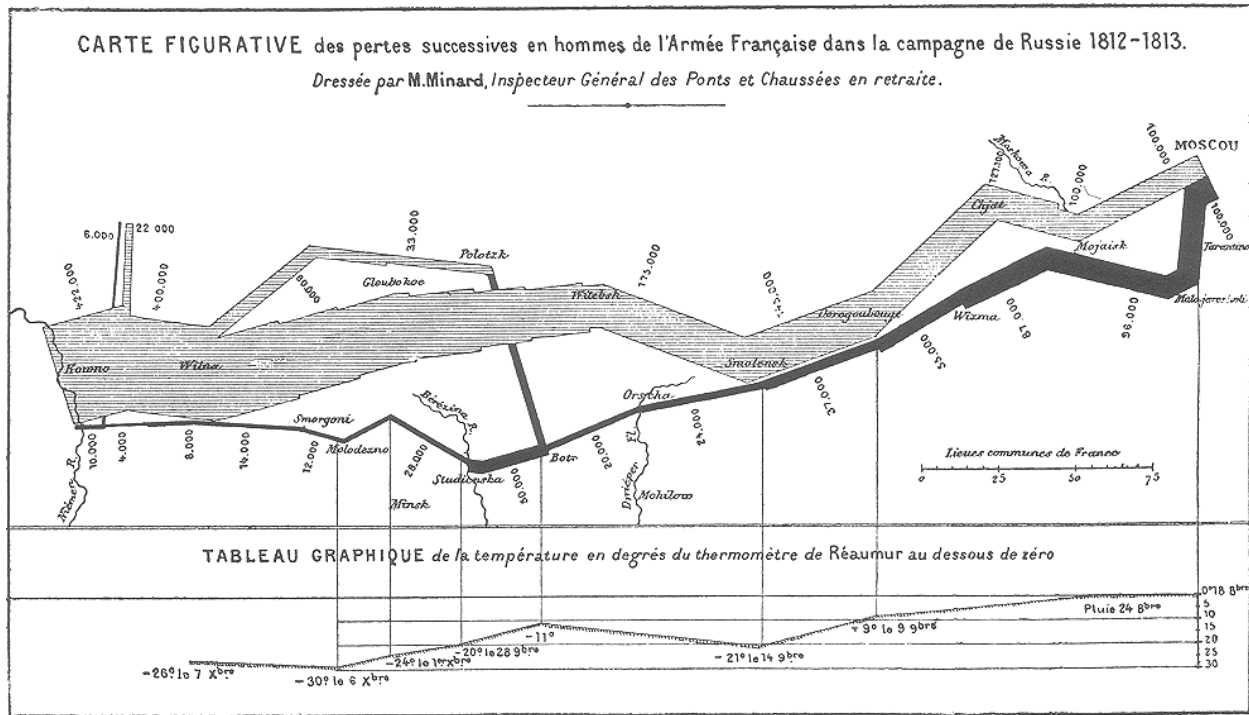 CARTE FIGURATIVE des pertes successives en hommes de l'Armée Française dans la campagne de Russie 1812-1813.
Dressée par M.Minard, Inspecteur Général des Ponts et Chaussées en retraite.
MOSCOU
100.000
Moskowa R.
127.100
100.000
Chjat
100.000
Tarantino
Mojaisk
6.000
22 000
33.000
Polotzk
422.000
400.000
60.000
Gloubokoe
175.000
Witebsk
145.000
Dorogoubouje
Wizma
87.000
96.000
Kowno
Wilna
Smolensk
55.000
37.000
Orscha
24.000
Bérézina R.
Smorgoni
Molodezno
10.000
4.000
8.000
14.000
12.000
28.000
Studienska
50.000
Botr
20.000
Niémen R.
Minsk
Dniéper Fl.
Mohilow
Lieues communes de France
0 25 50 75
TABLEAU GRAPHIQUE de la température en degrés du thermomètre de Réaumur au dessous de zéro
0° 18 8bre
Pluie 24 8bre
5
10
15
20
25
30
-9° le 9 9bre
-21° le 14 9bre
-11°
-20° le 28 9bre
-24° le 1er Xbre
-30° le 6 Xbre
-26° le 7 Xbre